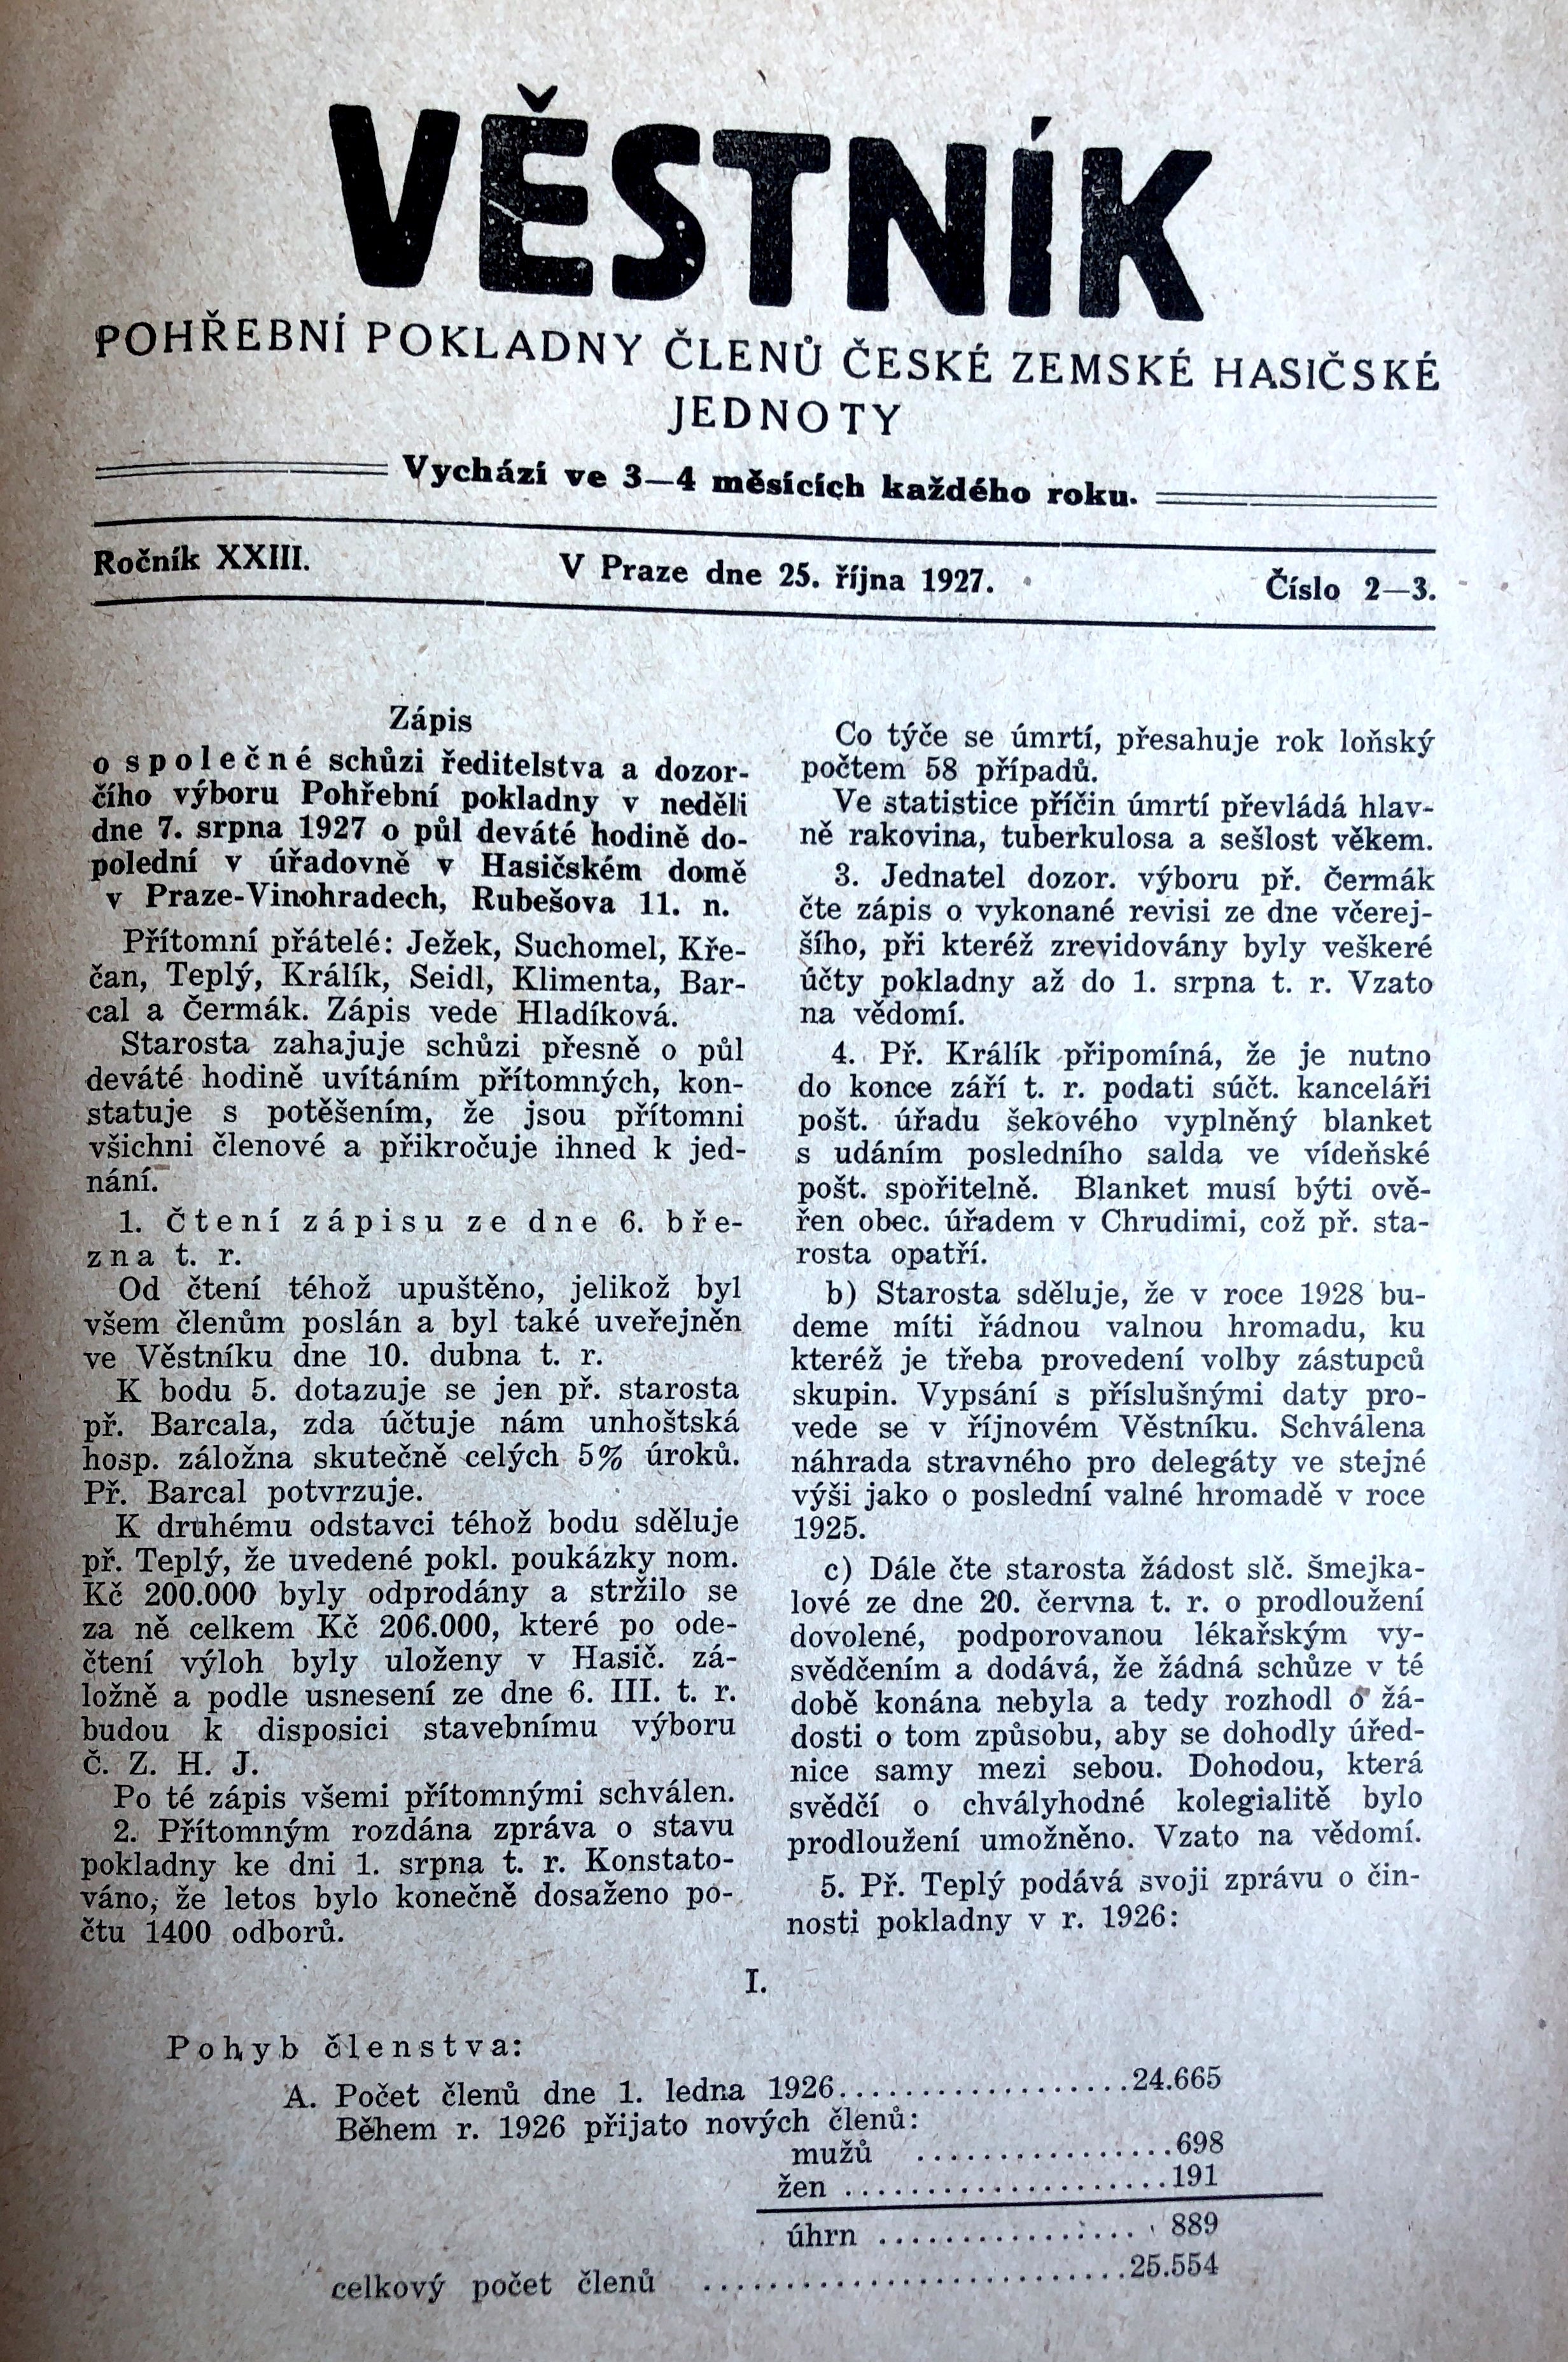 VĚSTNÍK
POHŘEBNÍ POKLADNY ČLENŮ ČESKÉ ZEMSKÉ HASIČSKÉ
JEDNOTY
Vychází ve 3—4 měsících každého roku.
Ročník XXIII. V Praze dne 25. října 1927. Číslo 2—3.
Zápis
o společné schůzi ředitelstva a dozor-
čího výboru Pohřební pokladny v neděli
dne 7. srpna 1927 o půl deváté hodině do-
polední v úřadovně v Hasičském domě
v Praze-Vinohradech, Rubešova 11. n.
Přítomní přátelé: Ježek, Suchomel, Kře-
čan, Teplý, Králík, Seidl, Klimenta, Bar-
cal a Čermák. Zápis vede Hladíková.
Starosta zahajuje schůzi přesně o půl
deváté hodině uvítáním přítomných, kon-
statuje s potěšením, že jsou přítomni
všichni členové a přikročuje ihned k jed-
nání.
1. Čtení zápisu ze dne 6. bře-
zna t. r.
Od čtení téhož upuštěno, jelikož byl
všem členům poslán a byl také uveřejněn
ve Věstníku dne 10. dubna t. r.
K bodu 5. dotazuje se jen př. starosta
př. Barcala, zda účtuje nám unhoštská
hosp. záložna skutečně celých 5% úroků.
Př. Barcal potvrzuje.
K druhému odstavci téhož bodu sděluje
př. Teplý, že uvedené pokl. poukázky nom.
Kč 200.000 byly odprodány a stržilo se
za ně celkem Kč 206.000, které po ode-
čtení výloh byly uloženy v Hasič. zá-
ložně a podle usnesení ze dne 6. III. t. r.
budou k disposici stavebnímu výboru
Č. Z. H. J.
Po té zápis všemi přítomnými schválen.
2. Přítomným rozdána zpráva o stavu
pokladny ke dni 1. srpna t. r. Konstato-
váno, že letos bylo konečně dosaženo po-
čtu 1400 odborů.
Co týče se úmrtí, přesahuje rok loňský
počtem 58 případů.
Ve statistice příčin úmrtí převládá hlav-
ně rakovina, tuberkulosa a sešlost věkem.
3. Jednatel dozor. výboru př. Čermák
čte zápis o vykonané revisi ze dne včerej-
šího, při kteréž zrevidovány byly veškeré
účty pokladny až do 1. srpna t. r. Vzato
na vědomí.
4. Př. Králík připomíná, že je nutno
do konce září t. r. podati súčt. kanceláři
pošt. úřadu šekového vyplněný blanket
s udáním posledního salda ve vídeňské
pošt. spořitelně. Blanket musí býti ově-
řen obec. úřadem v Chrudimi, což př. sta-
rosta opatří.
b) Starosta sděluje, že v roce 1928 bu-
deme míti řádnou valnou hromadu, ku
kteréž je třeba provedení volby zástupců
skupin. Vypsání s příslušnými daty pro-
vede se v říjnovém Věstníku. Schválena
náhrada stravného pro delegáty ve stejné
výši jako o poslední valné hromadě v roce
1925.
c) Dále čte starosta žádost slč. Šmejka-
lové ze dne 20. června t. r. o prodloužení
dovolené, podporovanou lékařským vy-
svědčením a dodává, že žádná schůze v té
době konána nebyla a tedy rozhodl o žá-
dosti o tom způsobu, aby se dohodly úřed-
nice samy mezi sebou. Dohodou, která
svědčí o chvályhodné kolegialitě bylo
prodloužení umožněno. Vzato na vědomí.
5. Př. Teplý podává svoji zprávu o čin-
nosti pokladny v r. 1926:
I.
Pohyb členstva:
A. Počet členů dne 1. ledna 1926..................24.665
Během r. 1926 přijato nových členů:
mužů ................698
žen ....................191
úhrn ................ 889
celkový počet členů ..........................25.554